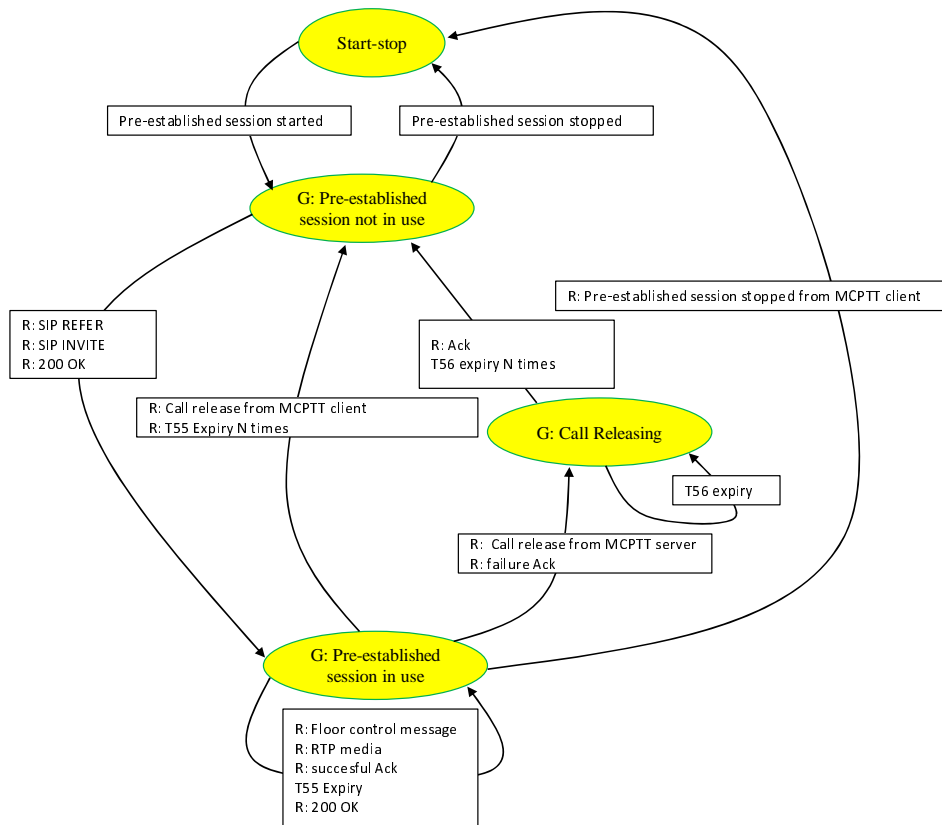 Start-stop
Pre-established session started
Pre-established session stopped
G: Pre-established
session not in use
R: Pre-established session stopped from MCPTT client
R: SIP REFER
R: SIP INVITE
R: 200 OK
R: Ack
T56 expiry N times
R: Call release from MCPTT client
R: T55 Expiry N times
G: Call Releasing
T56 expiry
R: Call release from MCPTT server
R: failure Ack
G: Pre-established
session in use
R: Floor control message
R: RTP media
R: succesful Ack
T55 Expiry
R: 200 OK